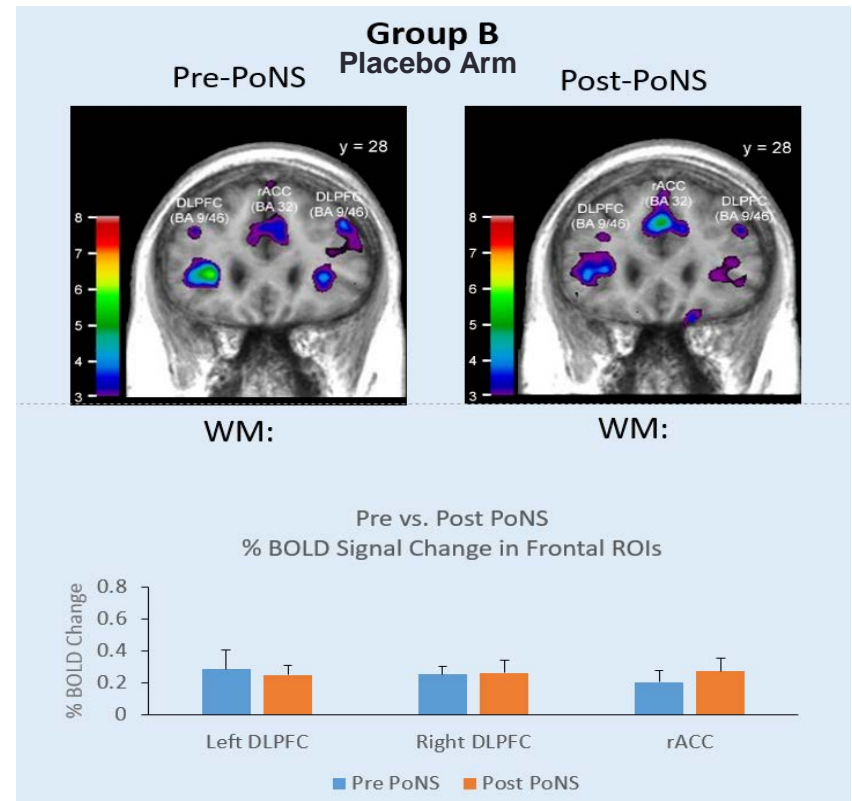 Group B
Placebo Arm
Pre-PoNS
Post-PoNS
y = 28
DLPFC
(BA 9/46)
rACC
(BA 32)
DLPFC
(BA 9/46)
8
7
6
5
4
3
y = 28
DLPFC
(BA 9/46)
rACC
(BA 32)
DLPFC
(BA 9/46)
8
7
6
5
4
3
WM:
WM:
Pre vs. Post PoNS
% BOLD Signal Change in Frontal ROIs
% BOLD Change
0.8
0.6
0.4
0.2
0
Left DLPFC
Right DLPFC
rACC
Pre PoNS
Post PoNS